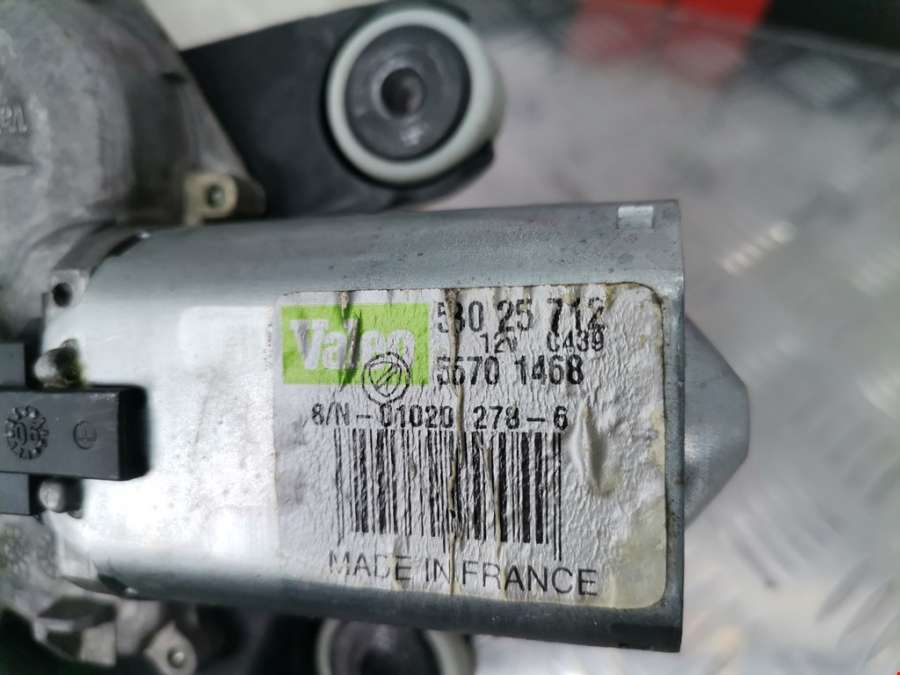 Valeo
530 25 712
12V 0439
5570 1468
S/N - 01020 278-6
MADE IN FRANCE